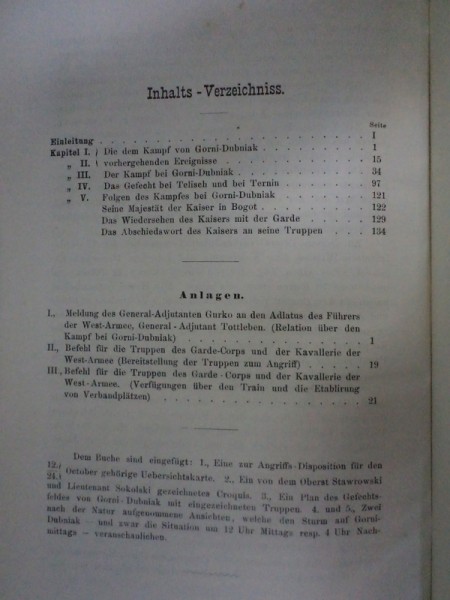 Inhalts-Verzeichniss.
Seite
Einleitung . . . . . . . . . . . . . . . . . . . I
Kapitel I. } Die dem Kampf von Gorni-Dubniak . . . . . . . 1
„ II. } vorhergehenden Ereignisse . . . . . . . . . 15
„ III. Der Kampf bei Gorni-Dubniak . . . . . . . . . 34
„ IV. Das Gefecht bei Telisch und bei Ternin . . . . . 97
„ V. Folgen des Kampfes bei Gorni-Dubniak . . . . . 121
Seine Majestät der Kaiser in Bogot . . . . . . . 122
Das Wiedersehen des Kaisers mit der Garde . . . 129
Das Abschiedswort des Kaisers an seine Truppen . . . 134
Anlagen.
I., Meldung des General-Adjutanten Gurko an den Adlatus des Führers
der West-Armee, General-Adjutant Tottleben. (Relation über den
Kampf bei Gorni-Dubniak) . . . . . . . . . . . . 1
II., Befehl für die Truppen des Garde-Corps und der Kavallerie der
West-Armee (Bereitstellung der Truppen zum Angriff) . . . . 19
III., Befehl für die Truppen des Garde-Corps und der Kavallerie der
West-Armee. (Verfügungen über den Train und die Etablirung
von Verbandplätzen) . . . . . . . . . . . . . . 21
Dem Buche sind eingefügt: 1., Eine zur Angriffs-Disposition für den
12./24. October gehörige Uebersichtskarte. 2., Ein von dem Oberst Stawrowski
und Lieutenant Sokolski gezeichnetes Croquis. 3., Ein Plan des Gefechts-
feldes von Gorni-Dubniak mit eingezeichneten Truppen. 4. und 5., Zwei
nach der Natur aufgenommene Ansichten, welche den Sturm auf Gorni-
Dubniak — und zwar die Situation um 12 Uhr Mittags resp. 4 Uhr Nach-
mittags — veranschaulichen.